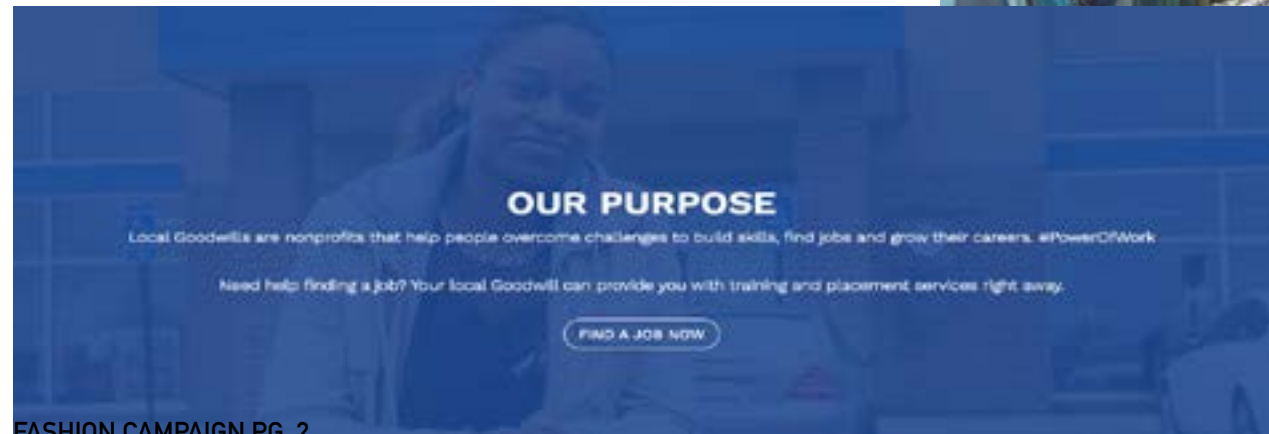 OUR PURPOSE
Local Goodwills are nonprofits that help people overcome challenges to build skills, find jobs and grow their careers. #PowerOfWork
Need help finding a job? Your local Goodwill can provide you with training and placement services right away.
FIND A JOB NOW
FASHION CAMPAIGN PG. 2